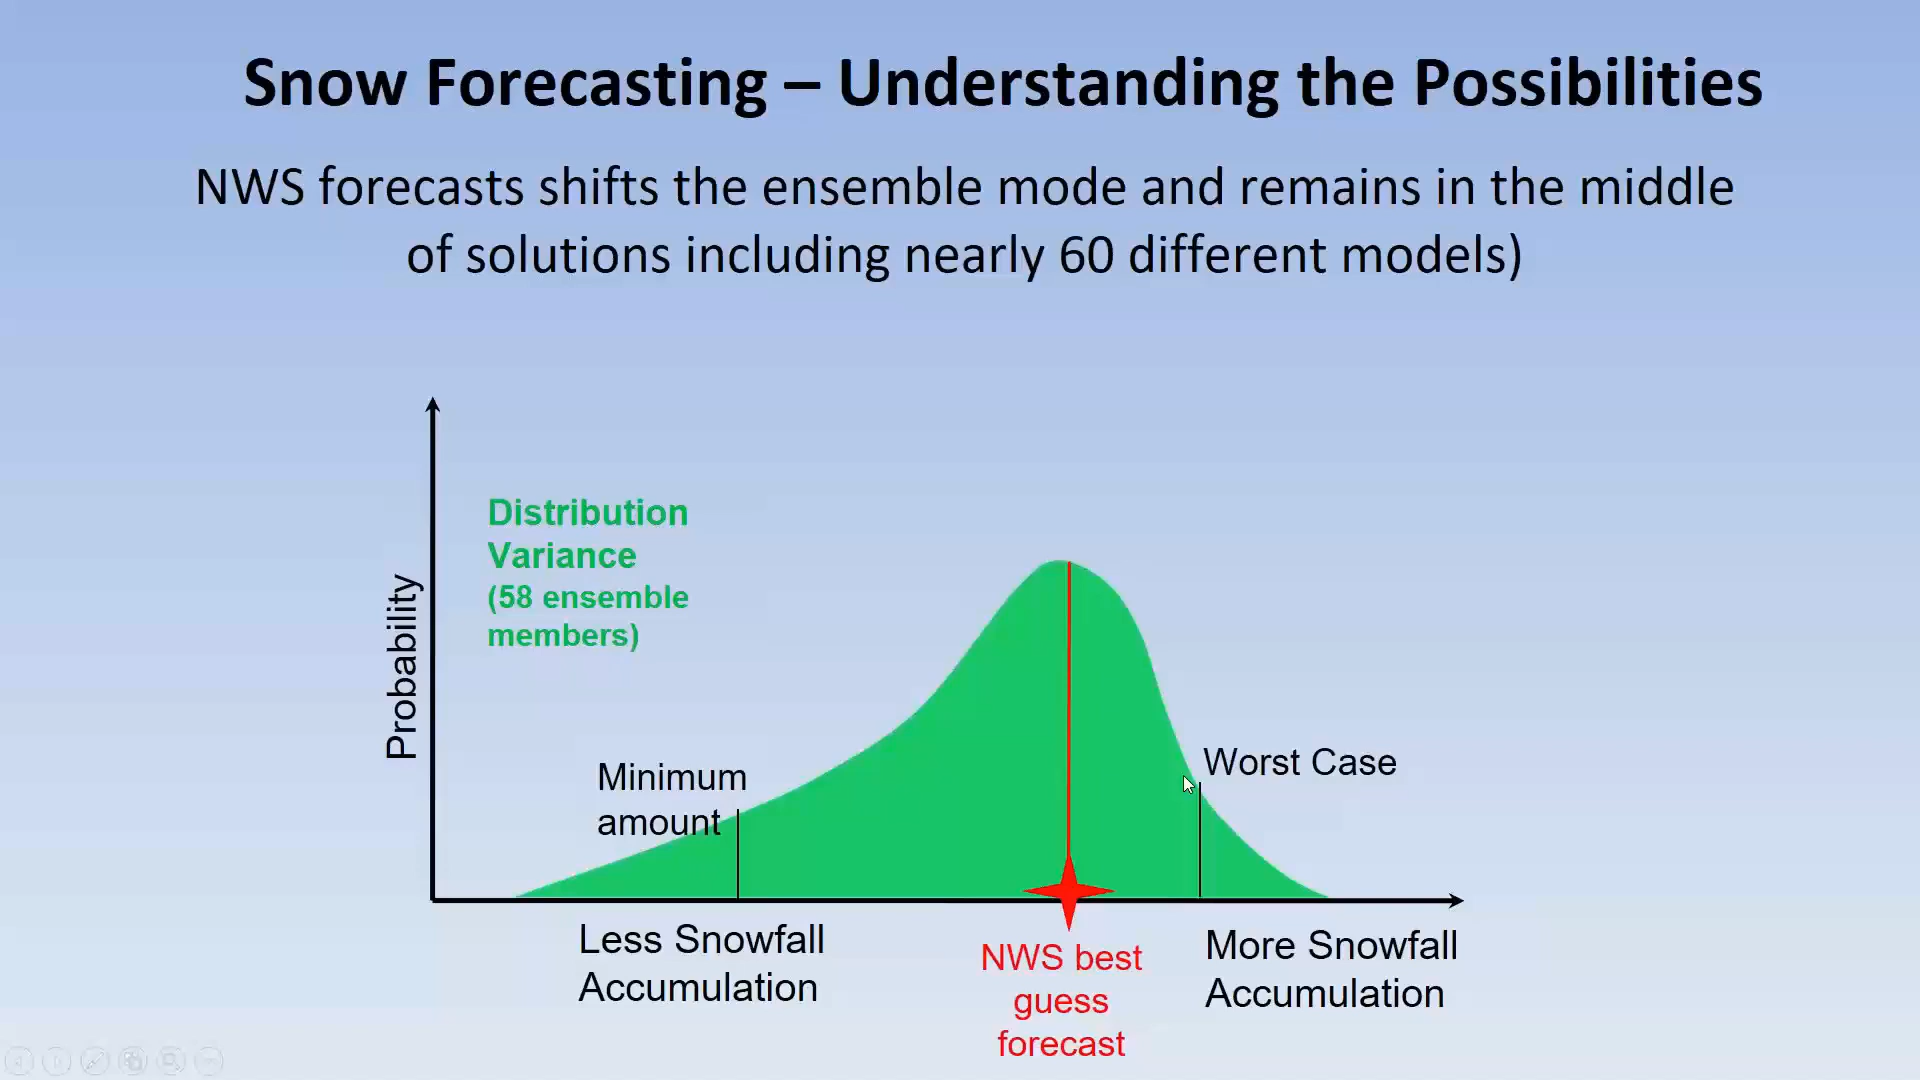 Snow Forecasting – Understanding the Possibilities
NWS forecasts shifts the ensemble mode and remains in the middle
of solutions including nearly 60 different models)
Distribution
Variance
(58 ensemble
members)
Probability
Minimum
amount
Worst Case
Less Snowfall
Accumulation
NWS best
guess
forecast
More Snowfall
Accumulation